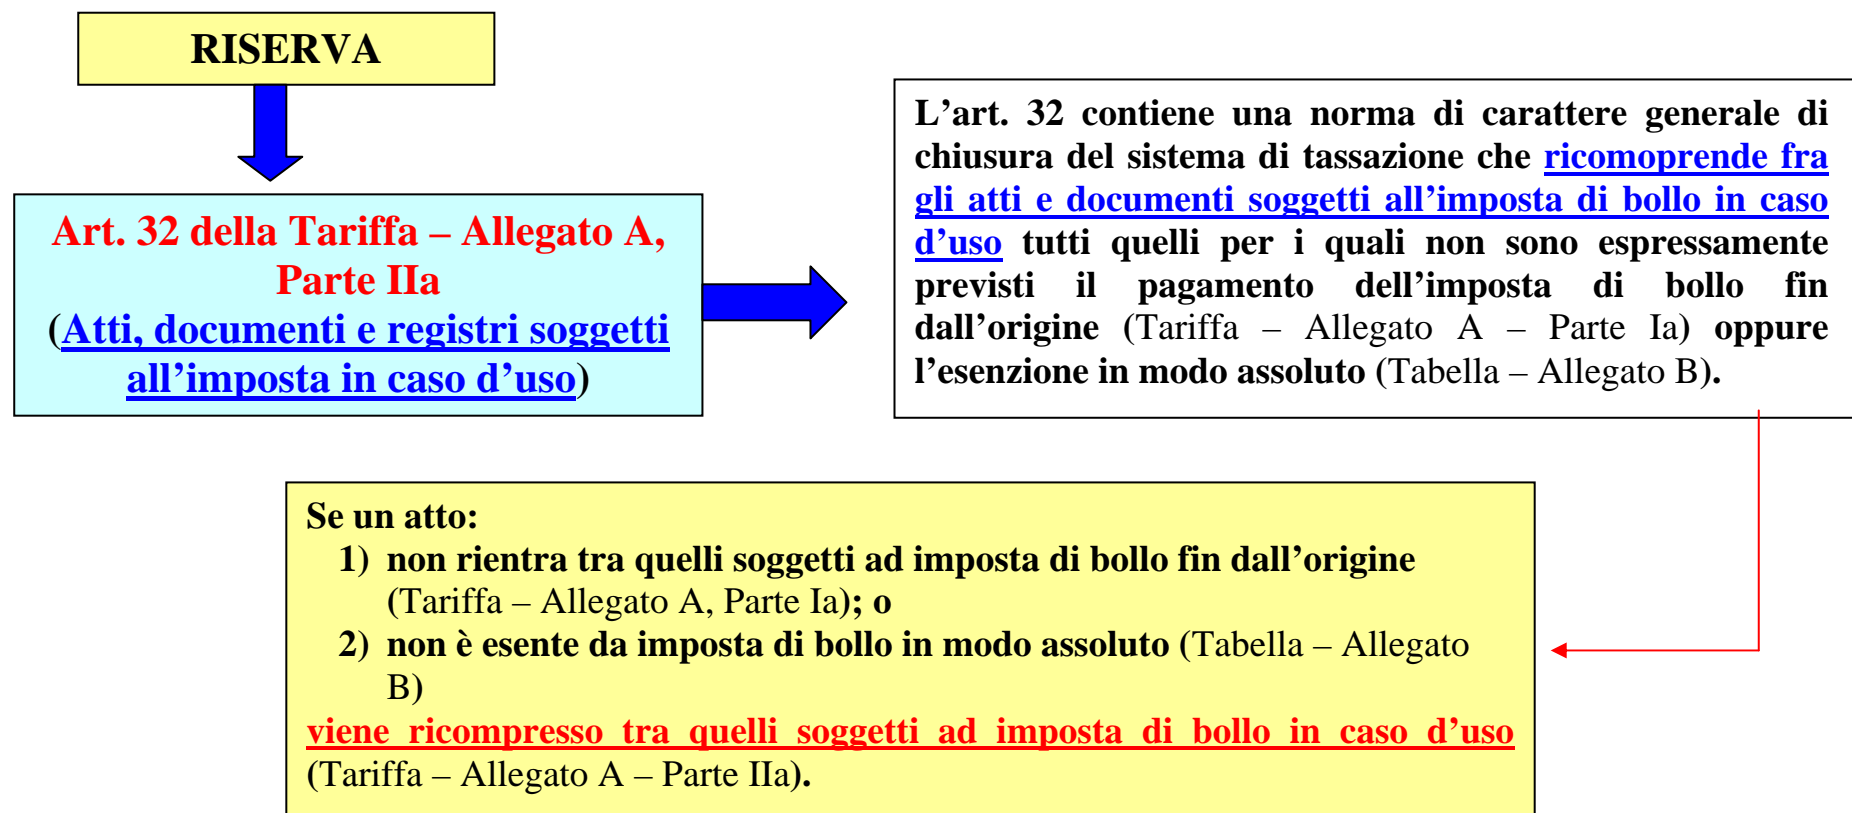 RISERVA
Art. 32 della Tariffa – Allegato A,
Parte IIa
(Atti, documenti e registri soggetti
all’imposta in caso d’uso)
L’art. 32 contiene una norma di carattere generale di
chiusura del sistema di tassazione che ricomoprende fra
gli atti e documenti soggetti all’imposta di bollo in caso
d’uso tutti quelli per i quali non sono espressamente
previsti il pagamento dell’imposta di bollo fin
dall’origine (Tariffa – Allegato A – Parte Ia) oppure
l’esenzione in modo assoluto (Tabella – Allegato B).
Se un atto:
1) non rientra tra quelli soggetti ad imposta di bollo fin dall’origine
(Tariffa – Allegato A, Parte Ia); o
2) non è esente da imposta di bollo in modo assoluto (Tabella – Allegato
B)
viene ricompresso tra quelli soggetti ad imposta di bollo in caso d’uso
(Tariffa – Allegato A – Parte IIa).